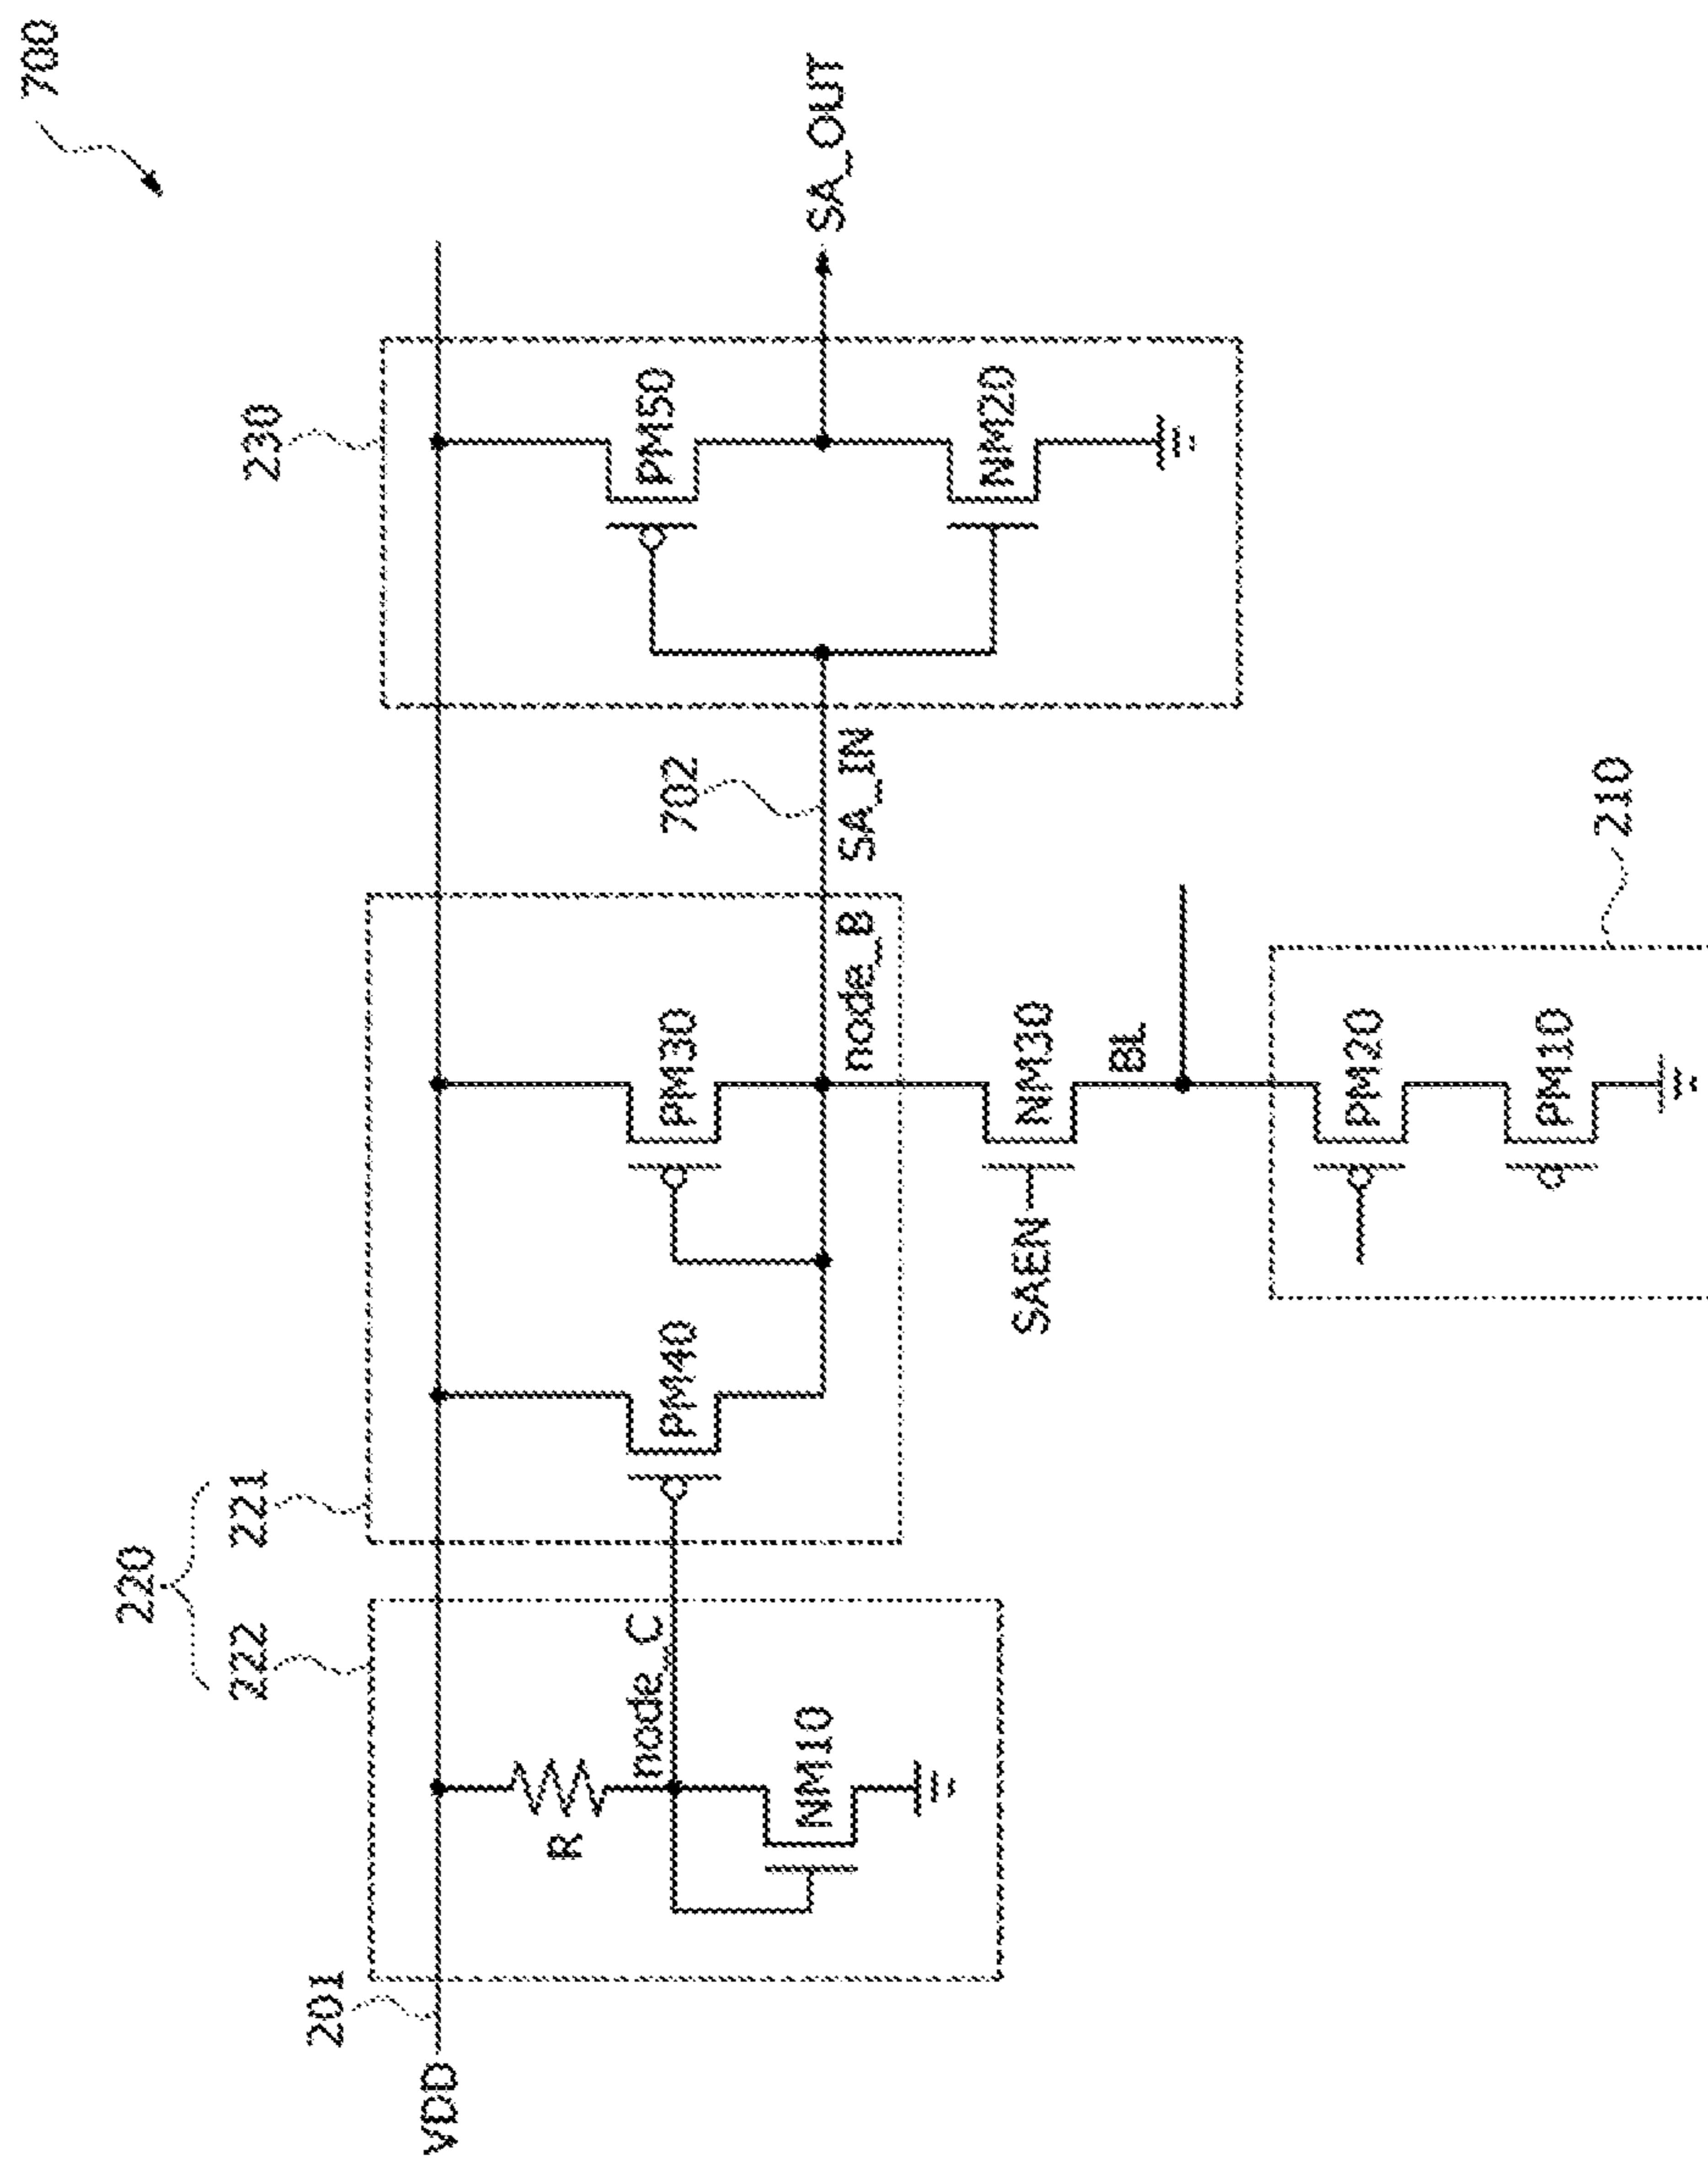 700
220
222
221
230
201
VDD
R
node_C
NM10
PM40
PM30
node_B
702
SA_IN
PM50
NM20
SA_OUT
SAEN
NM30
BL
210
PM20
PM10